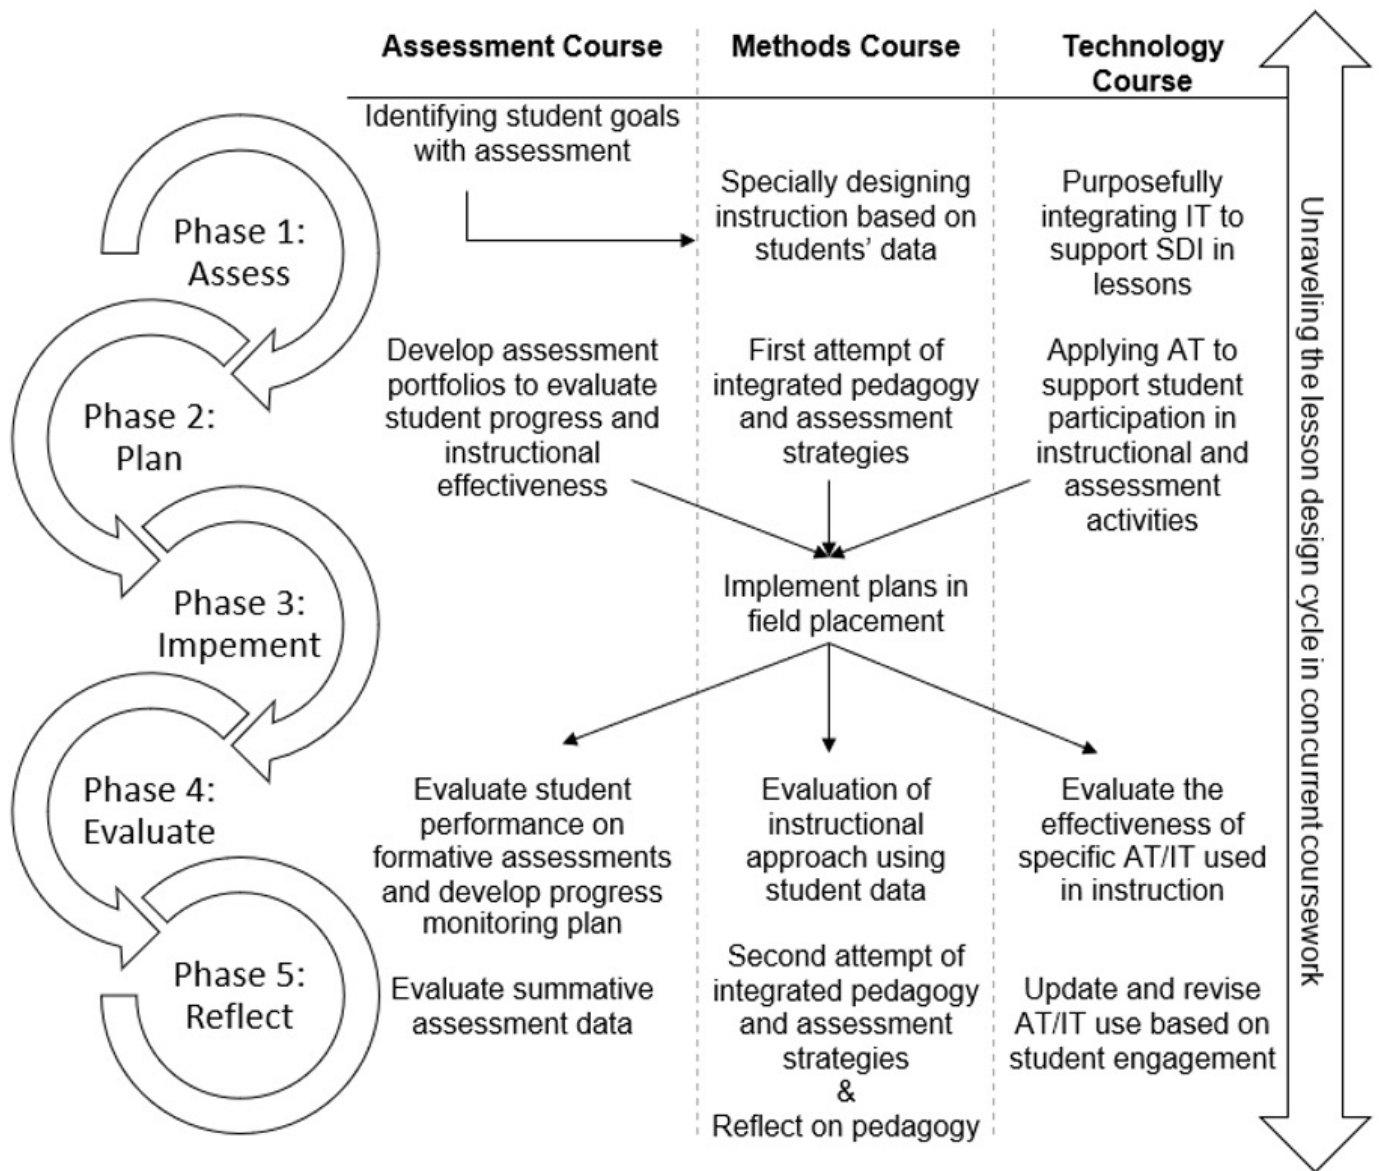 Assessment Course
Methods Course
Technology
Course
Phase 1:
Assess
Identifying student goals
with assessment
Specially designing
instruction based on
students’ data
Purposefully
integrating IT to
support SDI in
lessons
Phase 2:
Plan
Develop assessment
portfolios to evaluate
student progress and
instructional
effectiveness
First attempt of
integrated pedagogy
and assessment
strategies
Applying AT to
support student
participation in
instructional and
assessment
activities
Phase 3:
Impement
Implement plans in
field placement
Phase 4:
Evaluate
Evaluate student
performance on
formative assessments
and develop progress
monitoring plan
Evaluation of
instructional
approach using
student data
Evaluate the
effectiveness of
specific AT/IT used
in instruction
Phase 5:
Reflect
Evaluate summative
assessment data
Second attempt of
integrated pedagogy
and assessment
strategies
&
Reflect on pedagogy
Update and revise
AT/IT use based on
student engagement
Unraveling the lesson design cycle in concurrent coursework